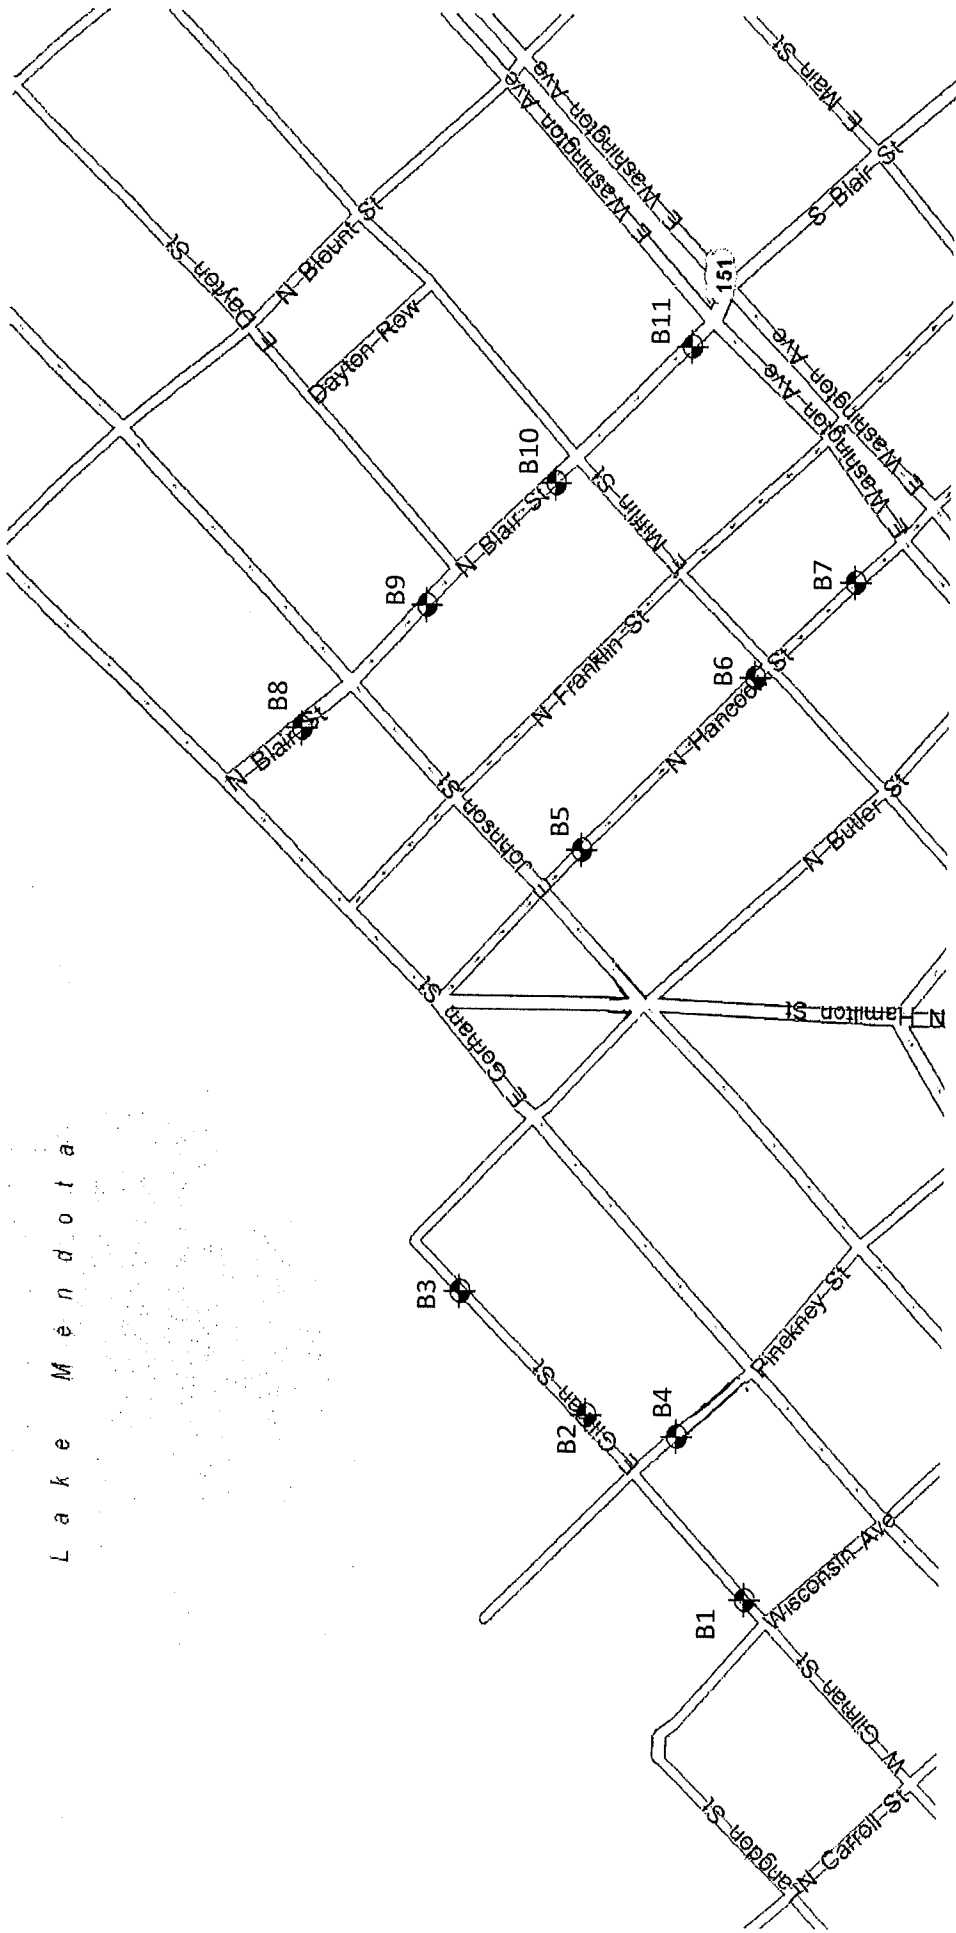 Lake Mendota
Langdon St
N Carroll St
W Gilman St
Wisconsin Ave
B1
B2
B3
B4
E Gilman St
Pinckney St
E Gorham St
N Hamilton St
N Butler St
E Johnson St
B5
N Hancock St
B6
B7
N Franklin St
E Mifflin St
N Blair St
B8
B9
N Blair St
B10
B11
151
E Washington Ave
E Washington Ave
E Washington Ave
E Washington Ave
Dayton Row
E Dayton St
Dayton St
N Blount St
S Blair St
E Main St